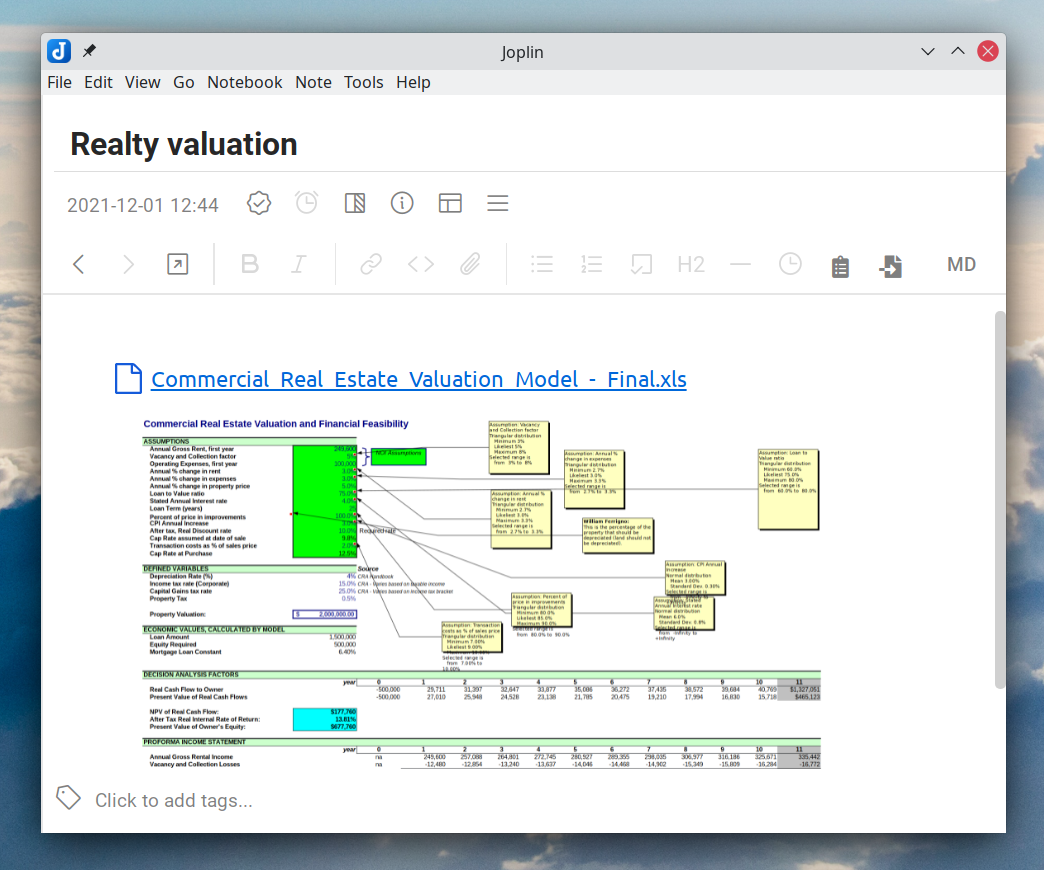 Joplin
File Edit View Go Notebook Note Tools Help
Realty valuation
2021-12-01 12:44
B I H2 MD
Commercial_Real_Estate_Valuation_Model_-_Final.xls
Commercial Real Estate Valuation and Financial Feasibility
ASSUMPTIONS
Annual Gross Rent, first year 249,600
Vacancy and Collection factor 5%
NOI Assumptions
Operating Expenses, first year 100,000
Annual % change in rent 3.0%
Annual % change in expenses 3.0%
Annual % change in property price 5.0%
Loan to Value ratio 75.0%
Stated Annual Interest rate 4.0%
Loan Term (years)
Percent of price in improvements 100.0%
CPI Annual Increase 3.0%
After tax, Real Discount rate 10.0% Required rate
Cap Rate assumed at date of sale 9.8%
Transaction costs as % of sales price 2.0%
Cap Rate at Purchase 12.5%
Assumption: Vacancy
and Collection factor
Triangular distribution
Minimum 3%
Likeliest 5%
Maximum 8%
Selected range is
from 3% to 8%
Assumption: Annual %
change in expenses
Triangular distribution
Minimum 2.7%
Likeliest 3.0%
Maximum 3.3%
Selected range is
from 2.7% to 3.3%
Assumption: Loan to
Value ratio
Triangular distribution
Minimum 60.0%
Likeliest 75.0%
Maximum 80.0%
Selected range is
from 60.0% to 80.0%
Assumption: Annual %
change in rent
Triangular distribution
Minimum 2.7%
Likeliest 3.0%
Maximum 3.3%
Selected range is
from 2.7% to 3.3%
William Ferrigno:
This is the percentage of the
property that should be
depreciated (land should not
be depreciated).
Assumption: CPI Annual
Increase
Normal distribution
Mean 3.00%
Standard Dev. 0.30%
Selected range is
Assumption: Stated
Annual Interest rate
Normal distribution
Mean 6.0%
Standard Dev. 0.8%
Selected range is
from -Infinity to
+Infinity
Assumption: Percent of
price in improvements
Triangular distribution
Minimum 80.0%
Likeliest 85.0%
Maximum 90.0%
Selected range is
from 80.0% to 90.0%
Assumption: Transaction
costs as % of sales price
Triangular distribution
Minimum 7.00%
Likeliest 9.00%
Selected range is
from 7.00% to
10.00%
DEFINED VARIABLES Source
Depreciation Rate (%) 4% CRA Handbook
Income tax rate (Corporate) 15.0% CRA - Varies based on taxable income
Capital Gains tax rate 25.0% CRA - Varies based on income tax bracket
Property Tax 0.5%
Property Valuation: $ 2,000,000.00
ECONOMIC VALUES, CALCULATED BY MODEL
Loan Amount 1,500,000
Equity Required 500,000
Mortgage Loan Constant 6.40%
DECISION ANALYSIS FACTORS
year 0 1 2 3 4 5 6 7 8 9 10 11
Real Cash Flow to Owner -500,000 29,711 31,397 32,647 33,877 35,086 36,272 37,435 38,572 39,684 40,769 $1,327,051
Present Value of Real Cash Flows -500,000 27,010 25,948 24,528 23,138 21,785 20,475 19,210 17,994 16,830 15,718 $465,123
NPV of Real Cash Flow: $177,760
After Tax Real Internal Rate of Return: 13.81%
Present Value of Owner's Equity: $677,760
PROFORMA INCOME STATEMENT
year 0 1 2 3 4 5 6 7 8 9 10 11
Annual Gross Rental Income na 249,600 257,088 264,801 272,745 280,927 289,355 298,035 306,977 316,186 325,671 335,442
Vacancy and Collection Losses na -12,480 -12,854 -13,240 -13,637 -14,046 -14,468 -14,902 -15,349 -15,809 -16,284 -16,772
Click to add tags...